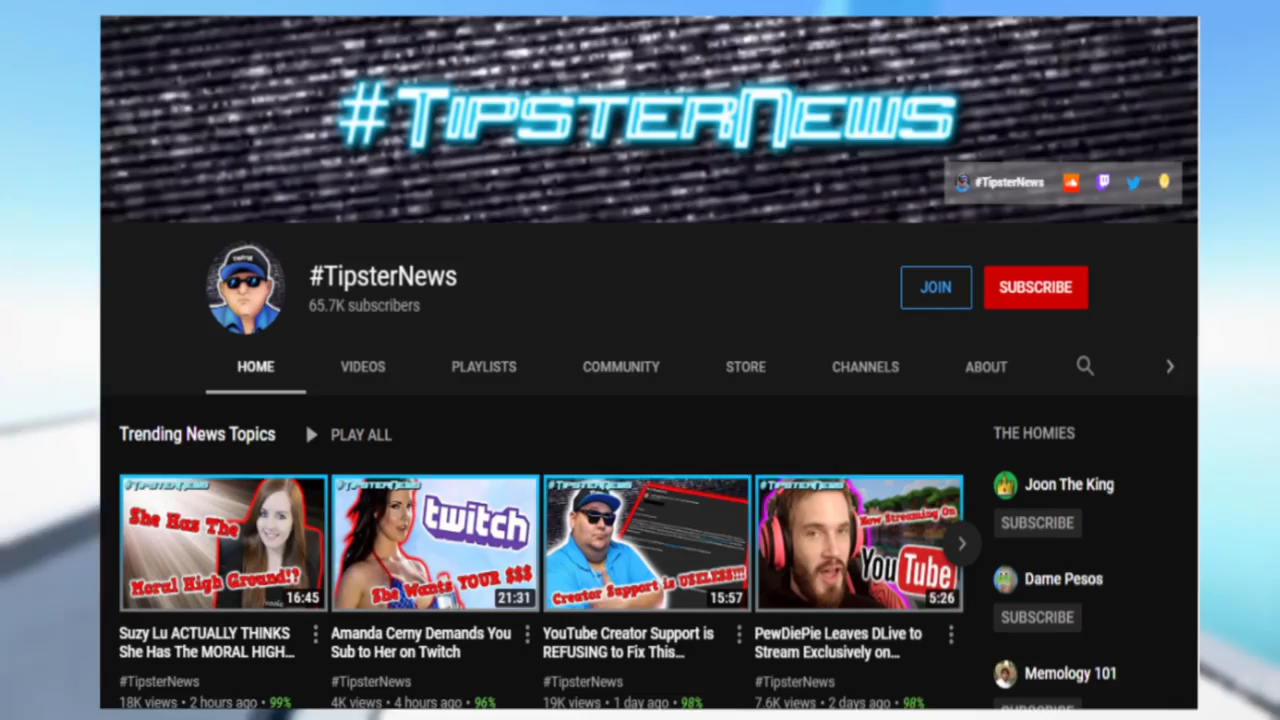 #TIPSTERNEWS
#TipsterNews
#TipsterNews
65.7K subscribers
JOIN
SUBSCRIBE
HOME
VIDEOS
PLAYLISTS
COMMUNITY
STORE
CHANNELS
ABOUT
Trending News Topics
PLAY ALL
#TIPSTERNEWS
She Has The
Moral High Ground!?
16:45
Suzy Lu ACTUALLY THINKS
She Has The MORAL HIGH...
#TipsterNews
18K views • 2 hours ago • 99%
#TIPSTERNEWS
twitch
She Wants YOUR $$$
21:31
Amanda Cerny Demands You
Sub to Her on Twitch
#TipsterNews
4K views • 4 hours ago • 96%
#TIPSTERNEWS
Creator Support is USELESS!!!
15:57
YouTube Creator Support is
REFUSING to Fix This...
#TipsterNews
19K views • 1 day ago • 98%
#TIPSTERNEWS
Now Streaming On
YouTube
5:26
PewDiePie Leaves DLive to
Stream Exclusively on...
#TipsterNews
7.6K views • 2 days ago • 98%
THE HOMIES
Joon The King
SUBSCRIBE
Dame Pesos
SUBSCRIBE
Memology 101
SUBSCRIBE